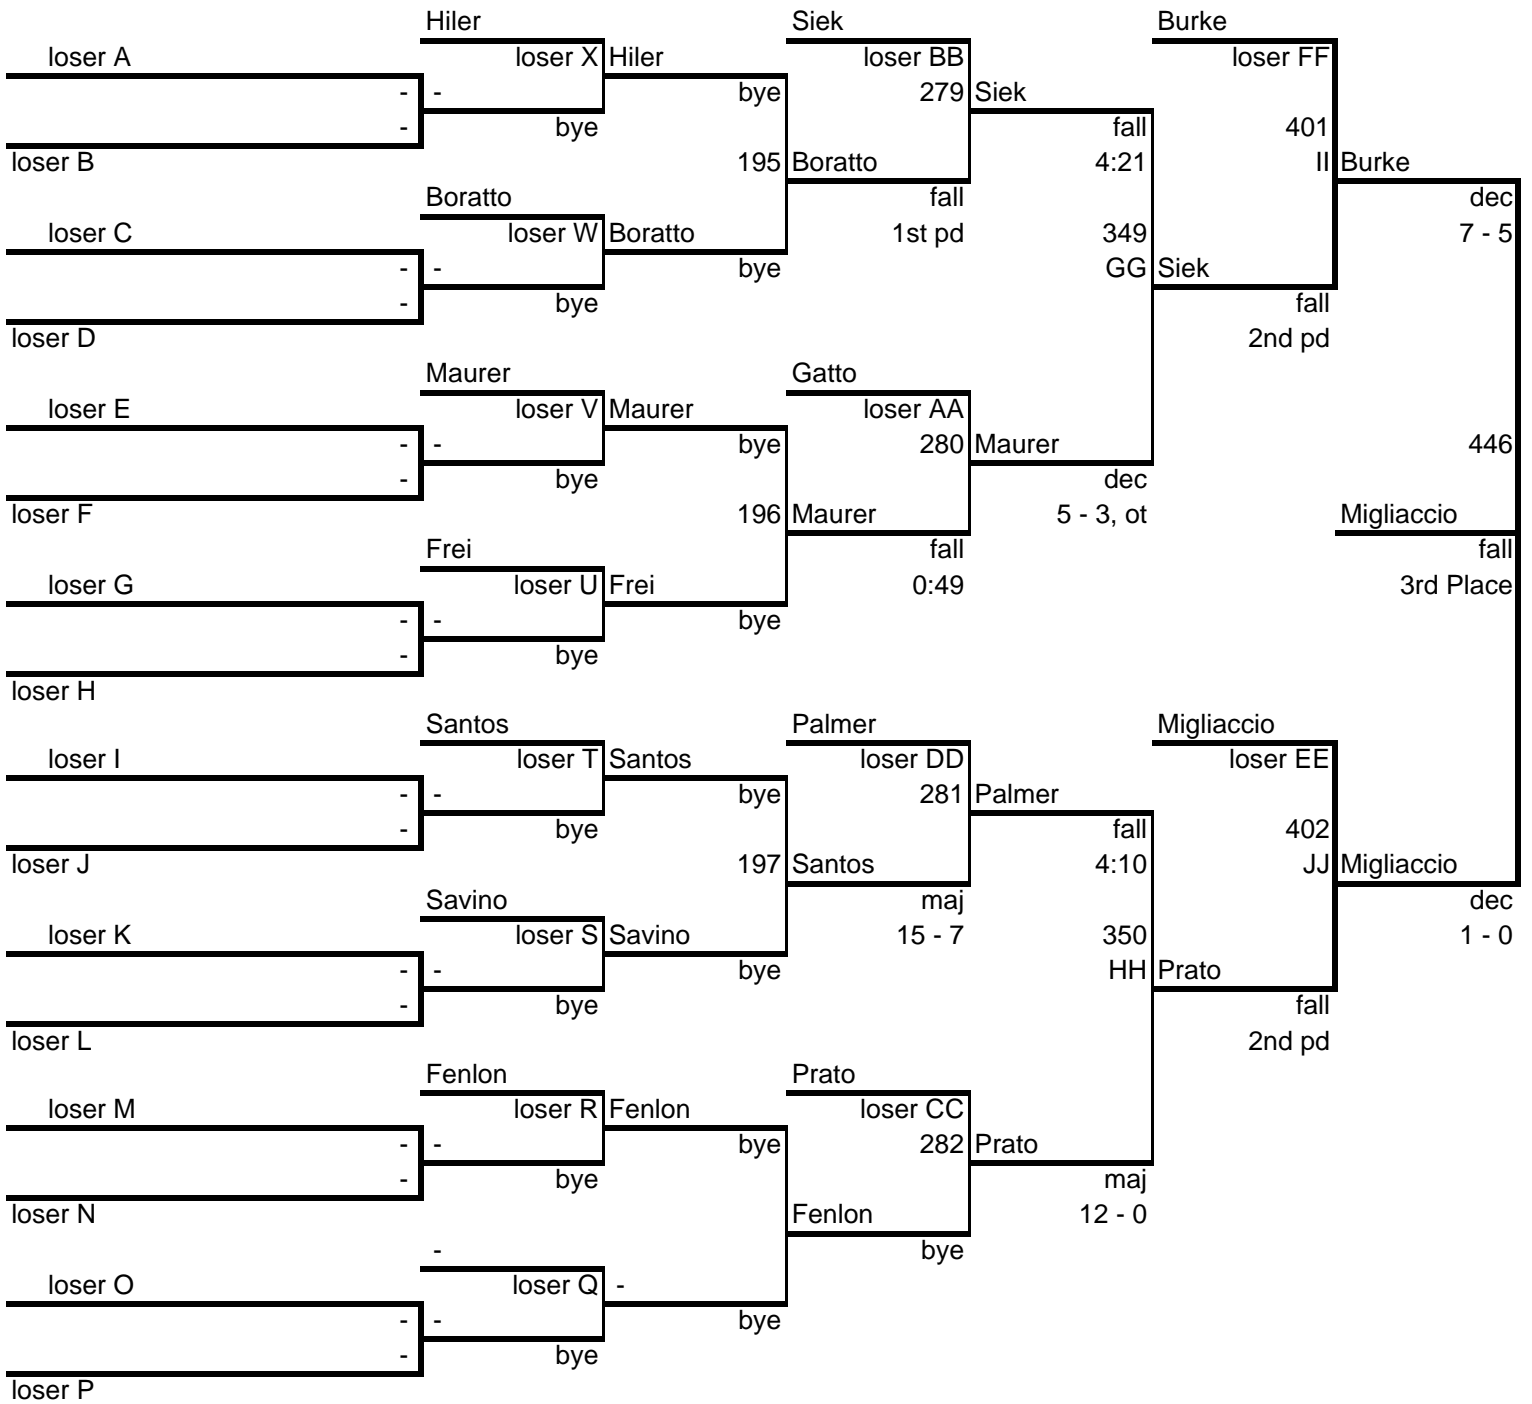 Hiler
Siek
Burke
loser A
loser X
Hiler
loser BB
loser FF
-
-
bye
279
Siek
-
bye
fall
401
loser B
195
Boratto
4:21
II
Burke
Boratto
fall
dec
loser C
loser W
Boratto
1st pd
349
7 - 5
-
-
bye
GG
Siek
-
bye
fall
loser D
2nd pd
Maurer
Gatto
loser E
loser V
Maurer
loser AA
-
-
bye
280
Maurer
446
-
bye
dec
loser F
196
Maurer
5 - 3, ot
Migliaccio
Frei
fall
fall
loser G
loser U
Frei
0:49
3rd Place
-
-
bye
-
bye
loser H
Santos
Palmer
Migliaccio
loser I
loser T
Santos
loser DD
loser EE
-
-
bye
281
Palmer
-
bye
fall
402
loser J
197
Santos
4:10
JJ
Migliaccio
Savino
maj
dec
loser K
loser S
Savino
15 - 7
350
1 - 0
-
-
bye
HH
Prato
-
bye
fall
loser L
2nd pd
Fenlon
Prato
loser M
loser R
Fenlon
loser CC
-
-
bye
282
Prato
-
bye
maj
loser N
Fenlon
12 - 0
-
bye
loser O
loser Q
-
-
-
bye
-
bye
loser P